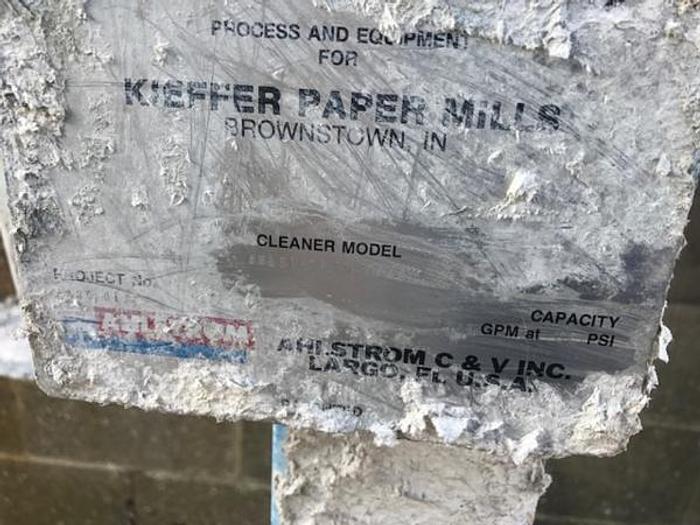 PROCESS AND EQUIPMENT
FOR
KIEFFER PAPER MILLS
BROWNSTOWN, IN
CLEANER MODEL
PROJECT No.
CAPACITY
GPM at PSI
AHLSTROM
AHLSTROM C & V INC.
LARGO, FL U.S.A.